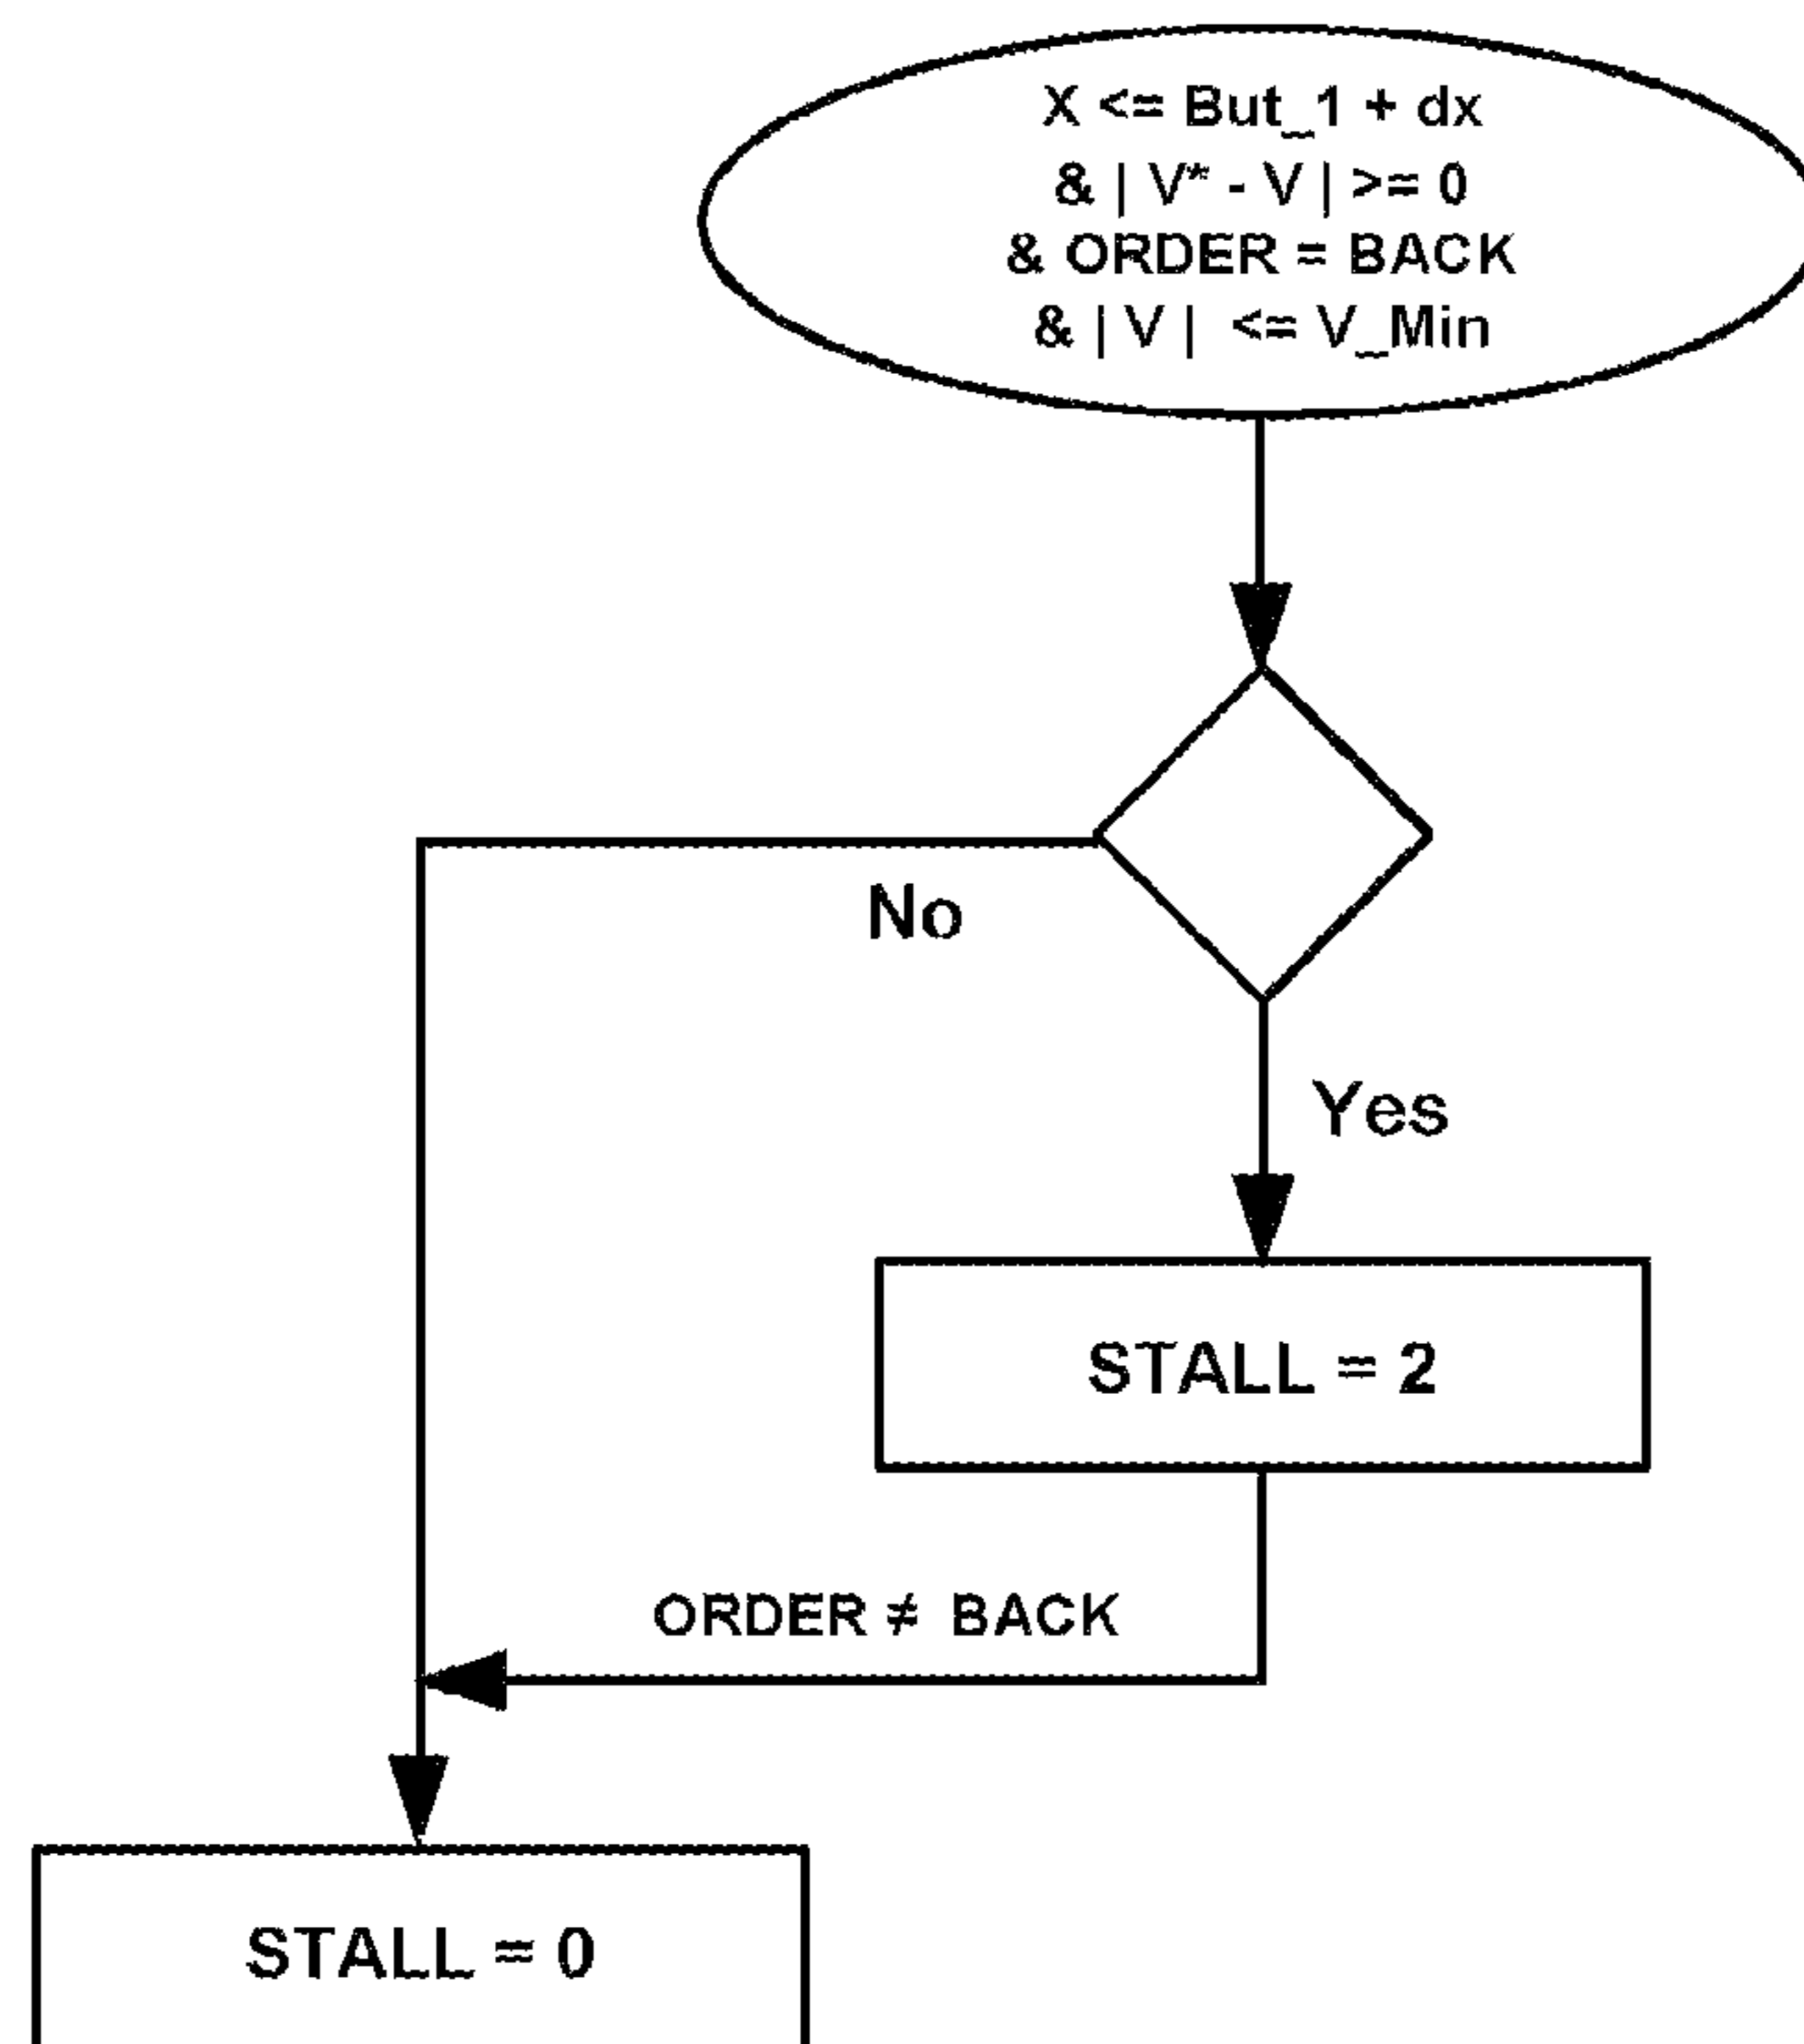 X <= But_1 + dx
& | V* - V | >= 0
& ORDER = BACK
& | V | <= V_Min
No
Yes
STALL = 2
ORDER ≠ BACK
STALL = 0